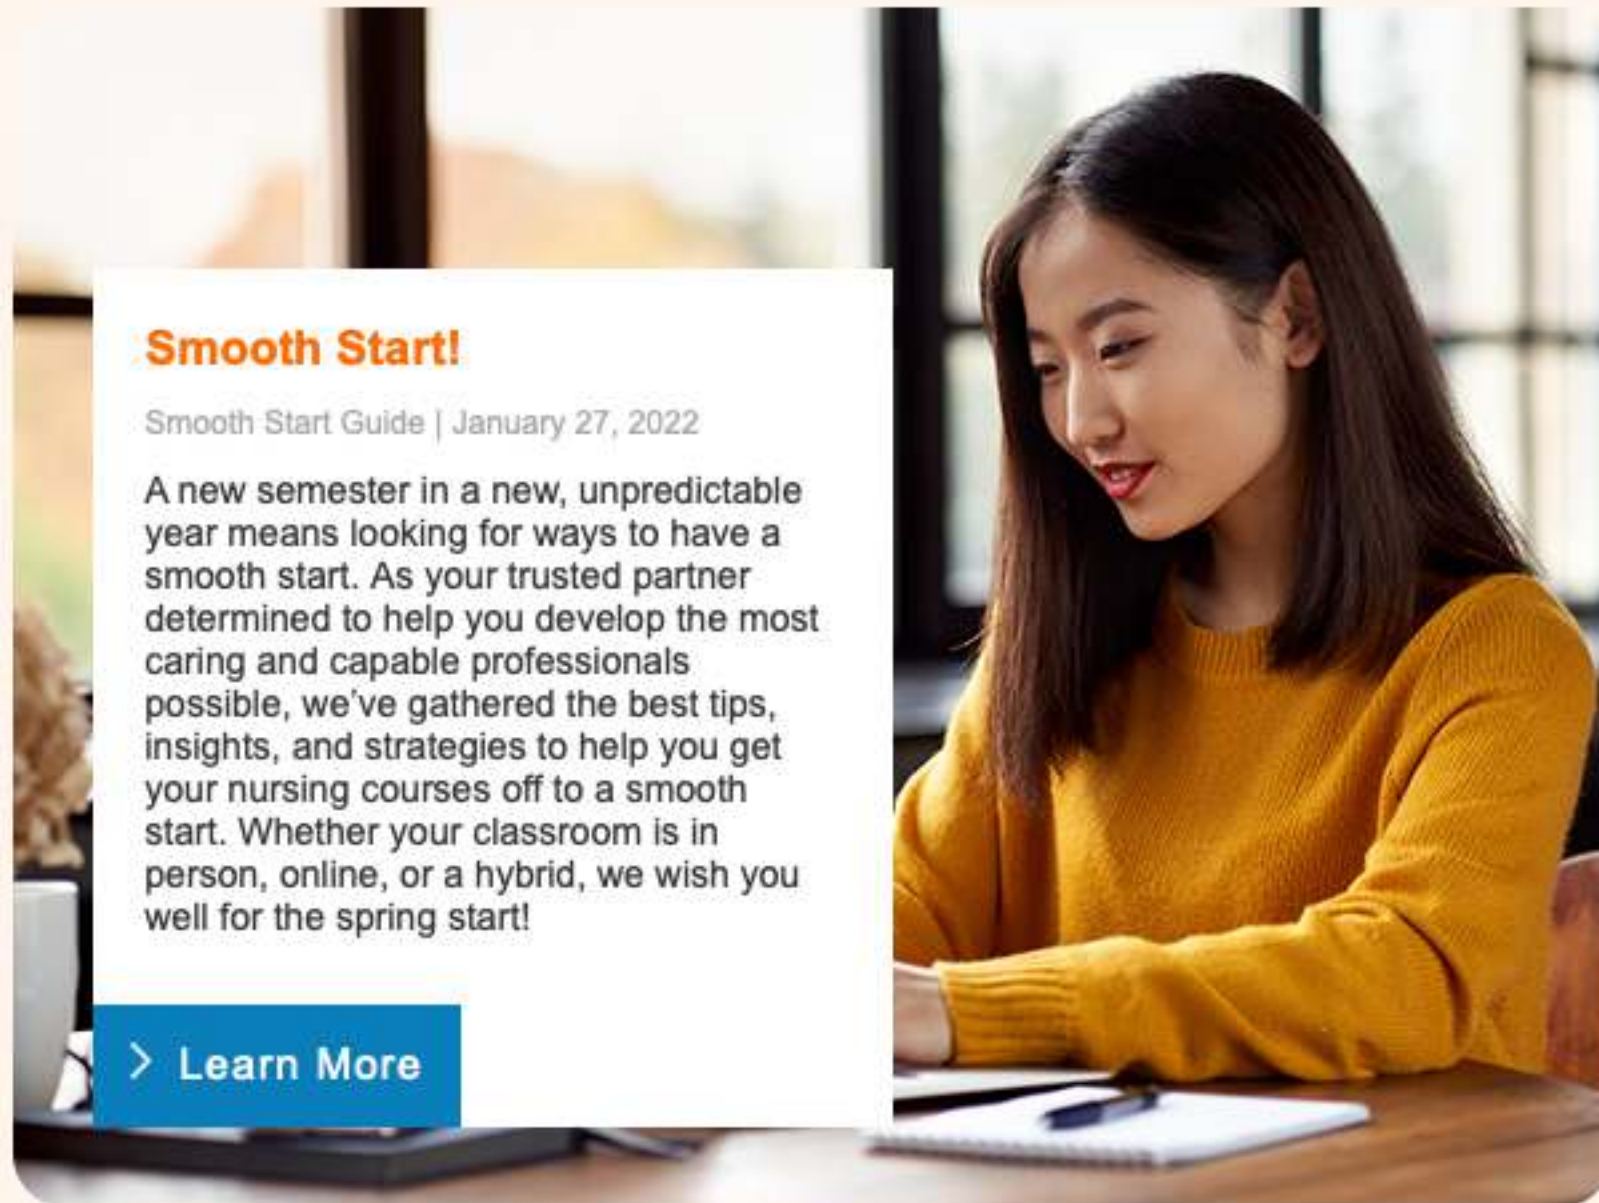 Smooth Start!
Smooth Start Guide | January 27, 2022
A new semester in a new, unpredictable
year means looking for ways to have a
smooth start. As your trusted partner
determined to help you develop the most
caring and capable professionals
possible, we've gathered the best tips,
insights, and strategies to help you get
your nursing courses off to a smooth
start. Whether your classroom is in
person, online, or a hybrid, we wish you
well for the spring start!
> Learn More